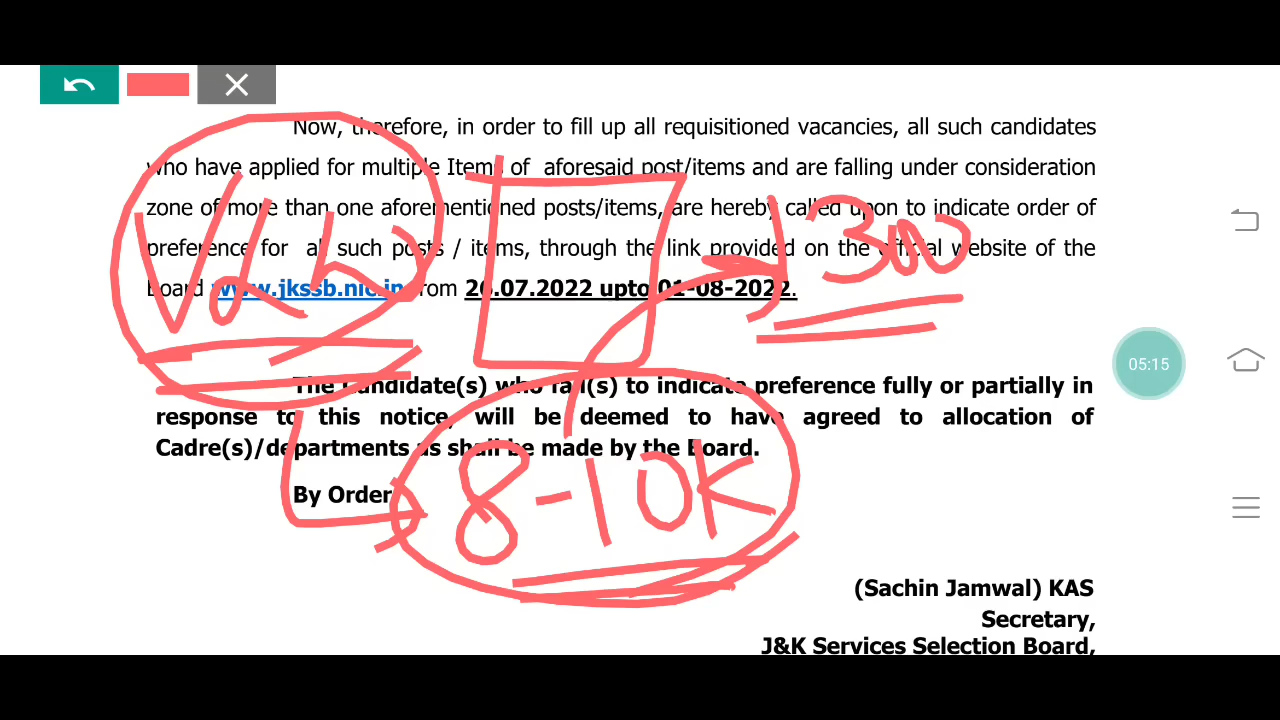 Now, therefore, in order to fill up all requisitioned vacancies, all such candidates
who have applied for multiple Items of aforesaid post/items and are falling under consideration
zone of more than one aforementioned posts/items, are hereby called upon to indicate order of
preference for all such posts / items, through the link provided on the official website of the
Board www.jkssb.nic.in from 26.07.2022 upto 01-08-2022.
300
05:15
The Candidate(s) who fail(s) to indicate preference fully or partially in
response to this notice, will be deemed to have agreed to allocation of
Cadre(s)/departments as shall be made by the Board.
By Order
8-10K
(Sachin Jamwal) KAS
Secretary,
J&K Services Selection Board,